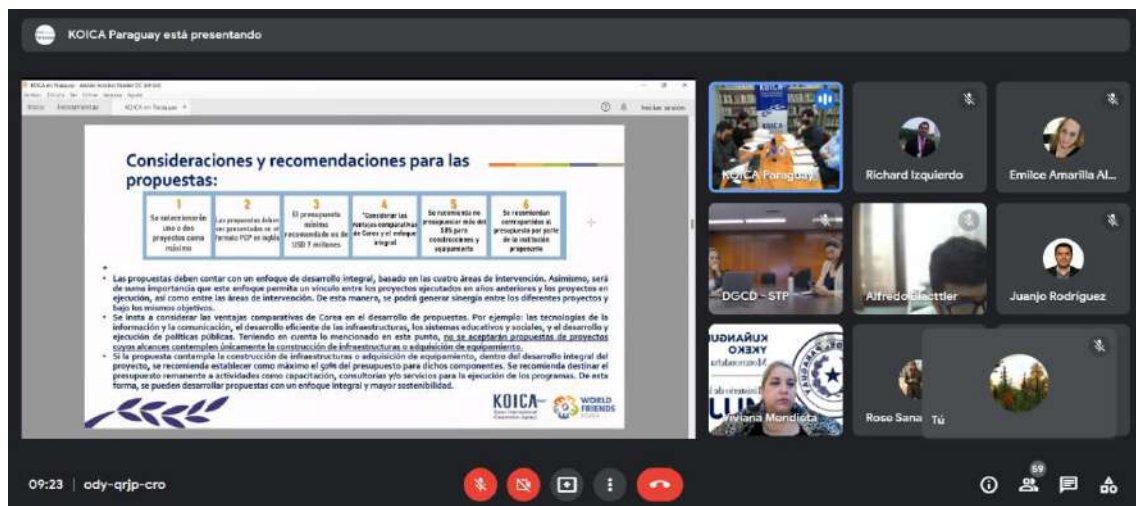 KOICA Paraguay está presentando
Inicio Herramientas KOICA en Paraguay
Iniciar sesión
Consideraciones y recomendaciones para las
propuestas:
1
Se seleccionarán
uno o dos
proyectos como
máximo
2
Las propuestas deben
ser presentadas en el
formato PCP en inglés
3
El presupuesto
mínimo
recomendado es de
USD 7 millones
4
*Considerar las
ventajas comparativas
de Corea y el enfoque
integral
5
Se recomienda no
presupuestar más del
50% para
construcciones y
equipamiento
6
Se recomiendan
contrapartidas al
presupuesto por parte
de la institución
proponente
• Las propuestas deben contar con un enfoque de desarrollo integral, basado en las cuatro áreas de intervención. Asimismo, será
de suma importancia que este enfoque permita un vínculo entre los proyectos ejecutados en años anteriores y los proyectos en
ejecución, así como entre las áreas de intervención. De esta manera, se podrá generar sinergia entre los diferentes proyectos y
bajo los mismos objetivos.
• Se insta a considerar las ventajas comparativas de Corea en el desarrollo de propuestas. Por ejemplo: las tecnologías de la
información y la comunicación, el desarrollo eficiente de las infraestructuras, los sistemas educativos y sociales, y el desarrollo y
ejecución de políticas públicas. Teniendo en cuenta lo mencionado en este punto, no se aceptarán propuestas de proyectos
cuyos alcances contemplen únicamente la construcción de infraestructuras o adquisición de equipamiento.
• Si la propuesta contempla la construcción de infraestructuras o adquisición de equipamiento, dentro del desarrollo integral del
proyecto, se recomienda establecer como máximo el 50% del presupuesto para dichos componentes. Se recomienda destinar el
presupuesto remanente a actividades como capacitación, consultorías y/o servicios para la ejecución de los programas. De esta
forma, se pueden desarrollar propuestas con un enfoque integral y mayor sostenibilidad.
KOICA
WORLD
FRIENDS
KOICA
KOICA Paraguay
Richard Izquierdo
Emilce Amarilla Al...
DGCD - STP
Alfredo Blacttler
Juanjo Rodríguez
Viviana Mendieta
Rose Sana
Tú
09:23 | ody-qrjp-cro
59